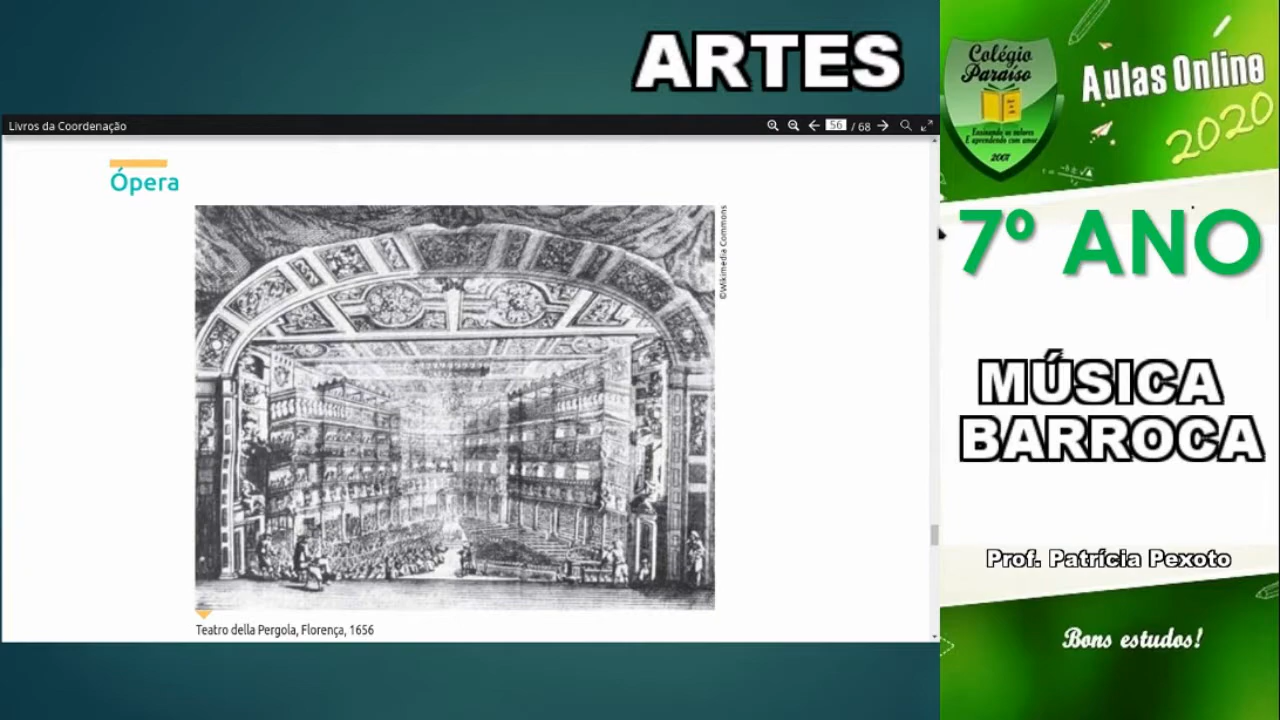 ARTES
Livros da Coordenação
56 / 68
Ópera
©Wikimedia Commons
Teatro della Pergola, Florença, 1656
Colégio
Paraíso
Ensinando os valores
E aprendendo com amor
2007
Aulas Online
2020
7º ANO
MÚSICA
BARROCA
Prof. Patrícia Pexoto
Bons estudos!